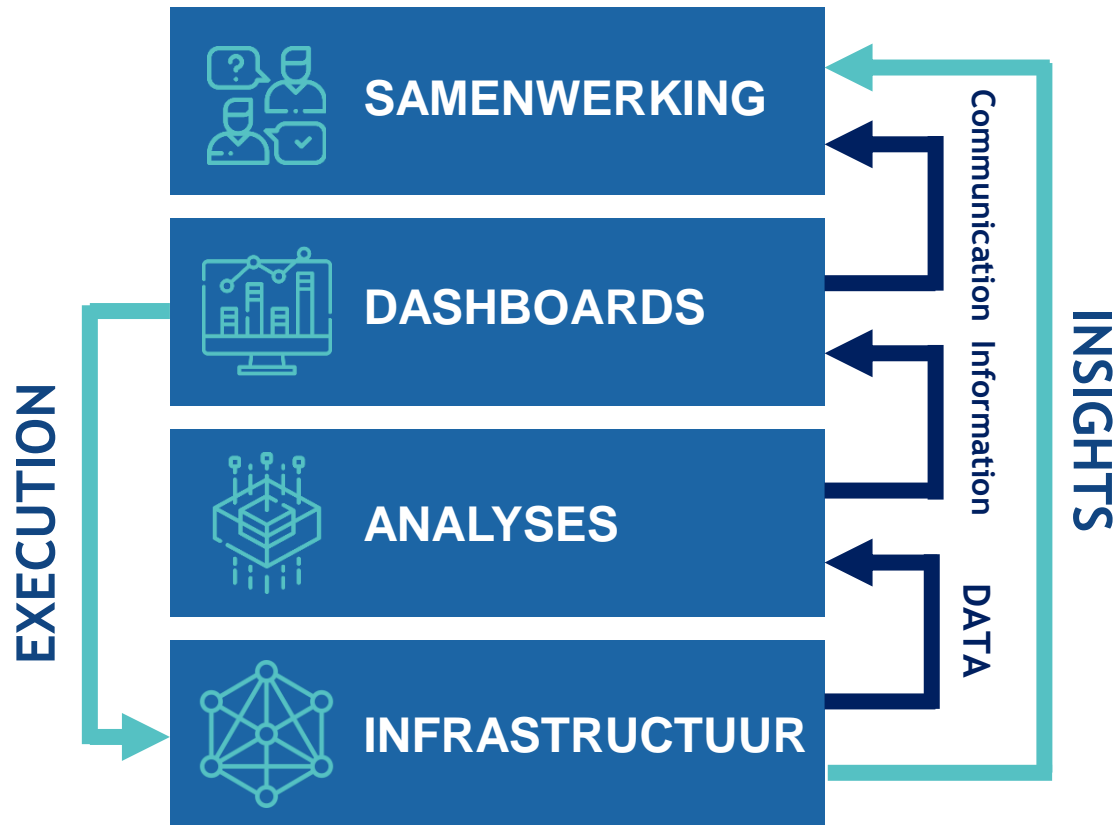 SAMENWERKING
DASHBOARDS
ANALYSES
INFRASTRUCTUUR
EXECUTION
Communication
Information
DATA
INSIGHTS
?